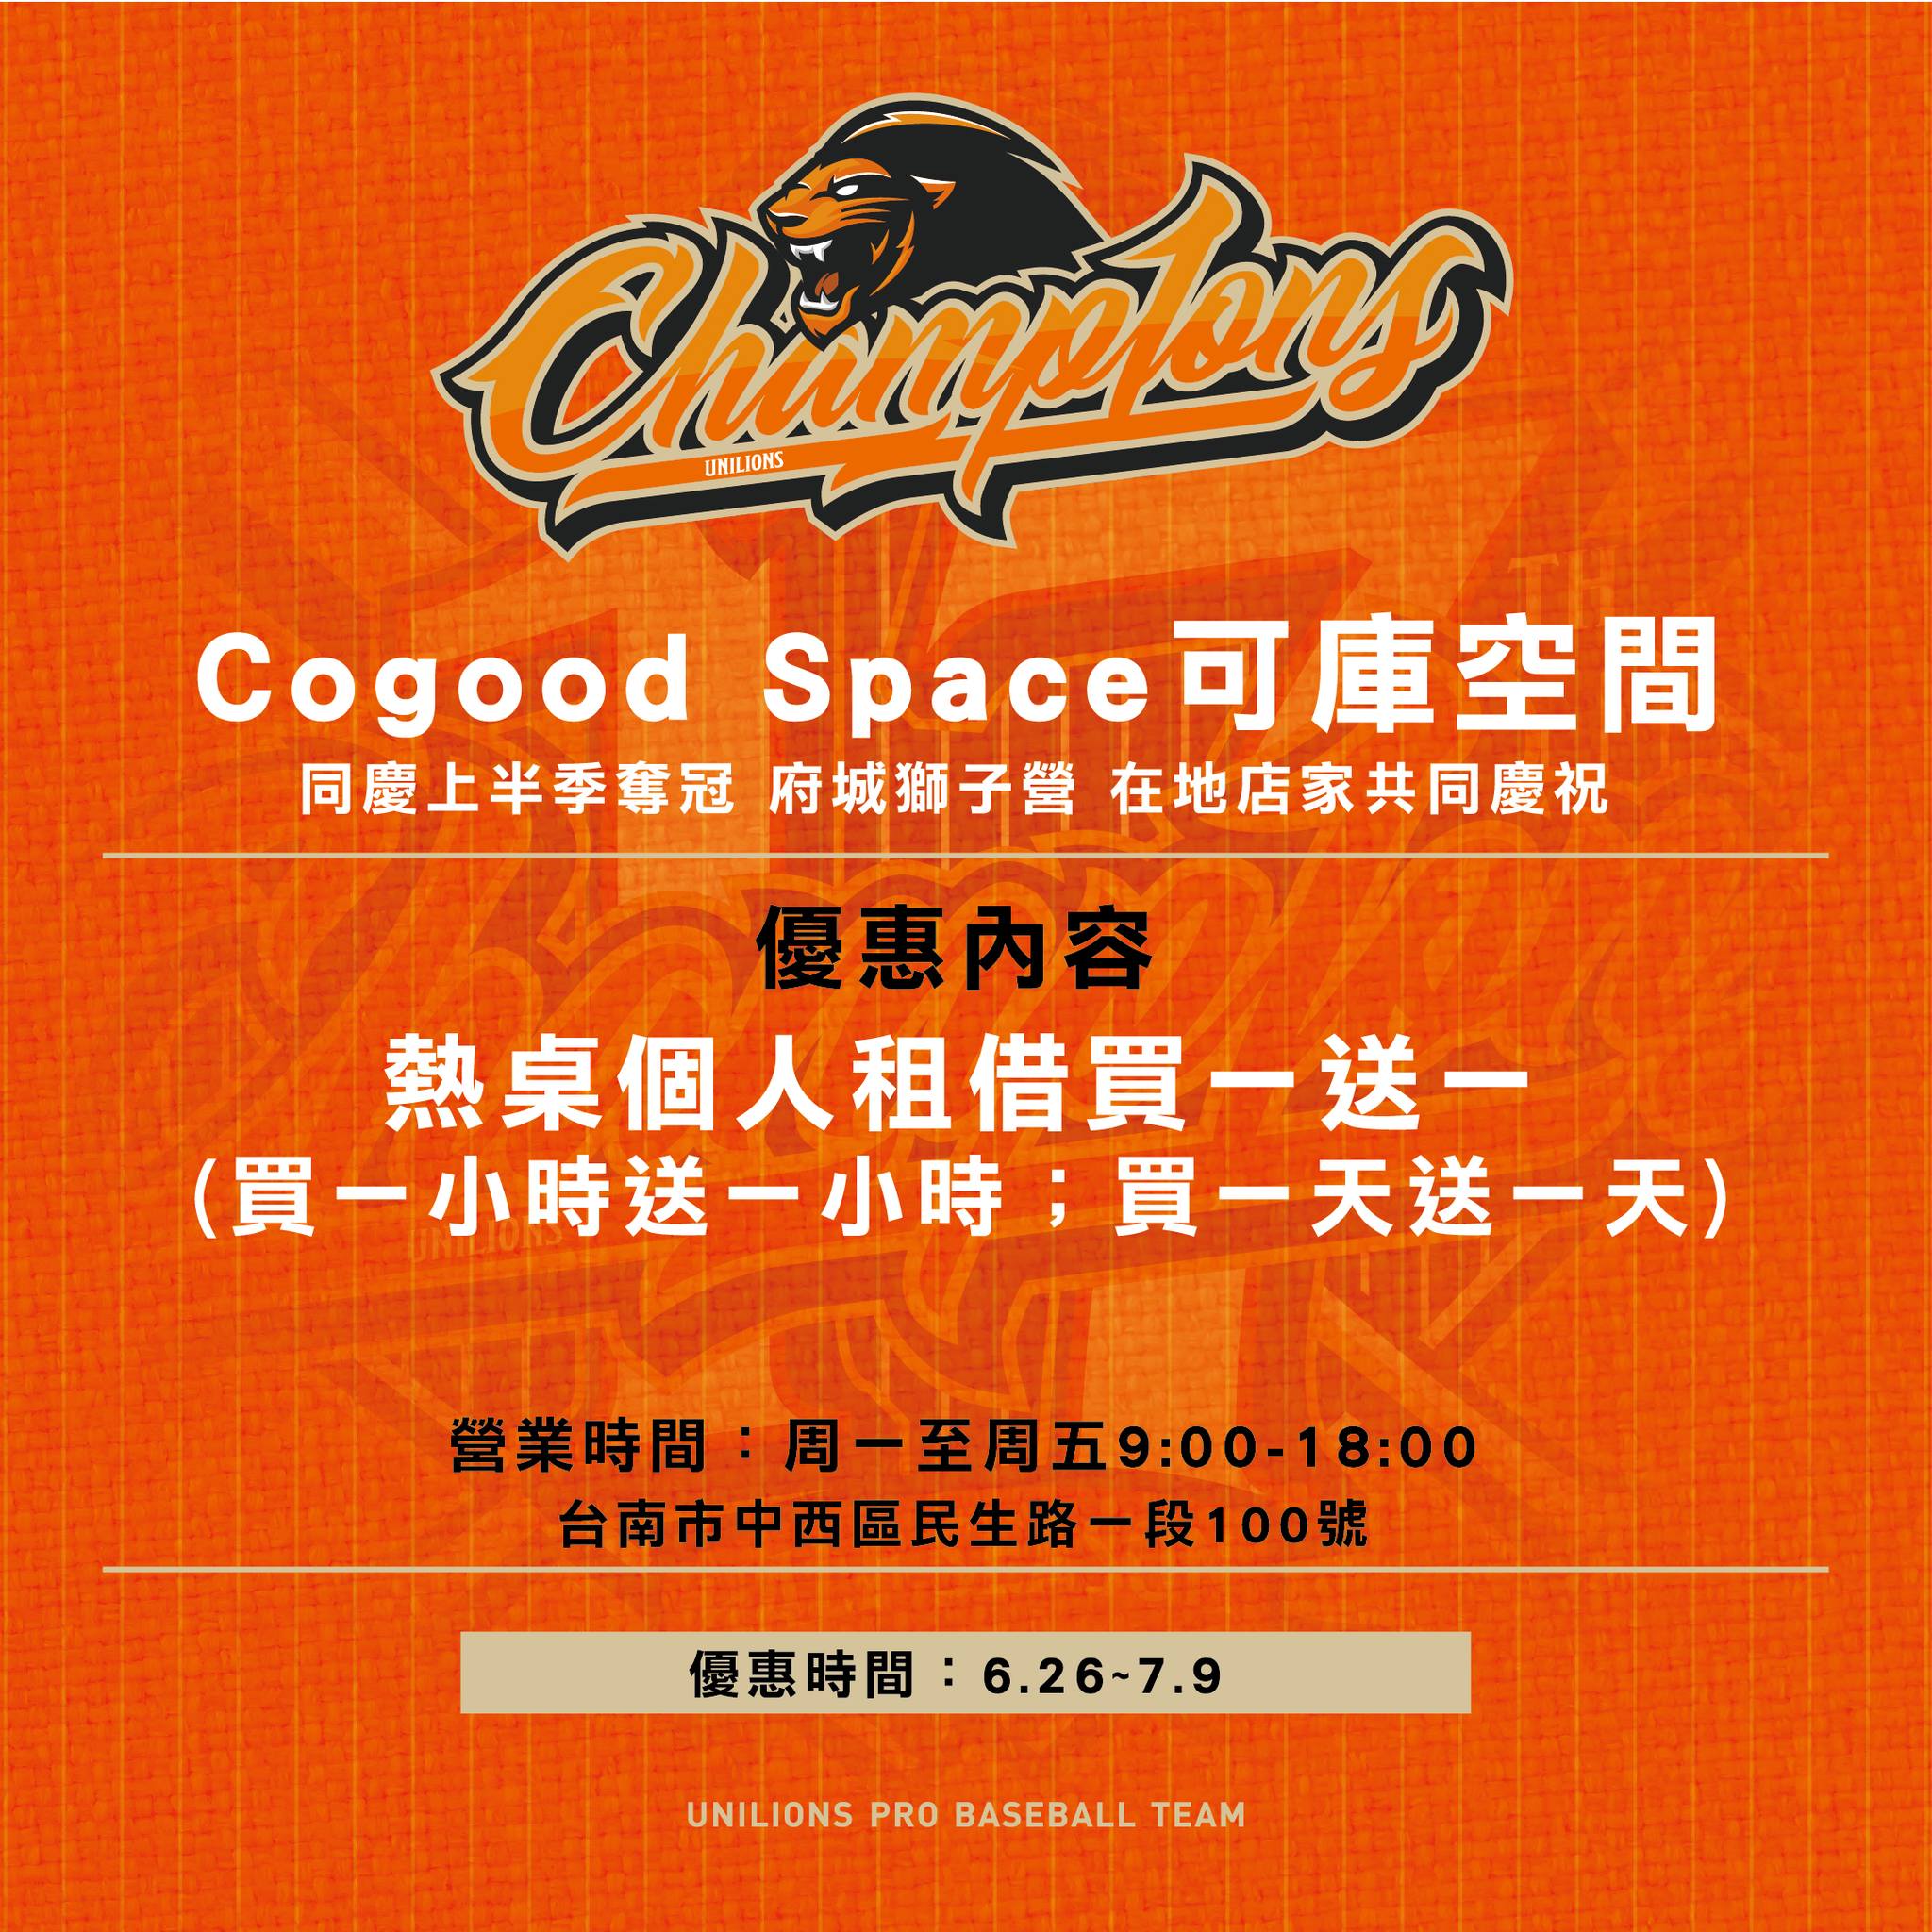 Champ1ons
UNILIONS
Cogood Space可庫空間
同慶上半季奪冠 府城獅子營 在地店家共同慶祝
優惠內容
熱桌個人租借買一送一
(買一小時送一小時；買一天送一天)
UNILIONS
營業時間：周一至周五9:00-18:00
台南市中西區民生路一段100號
優惠時間：6.26~7.9
UNILIONS PRO BASEBALL TEAM